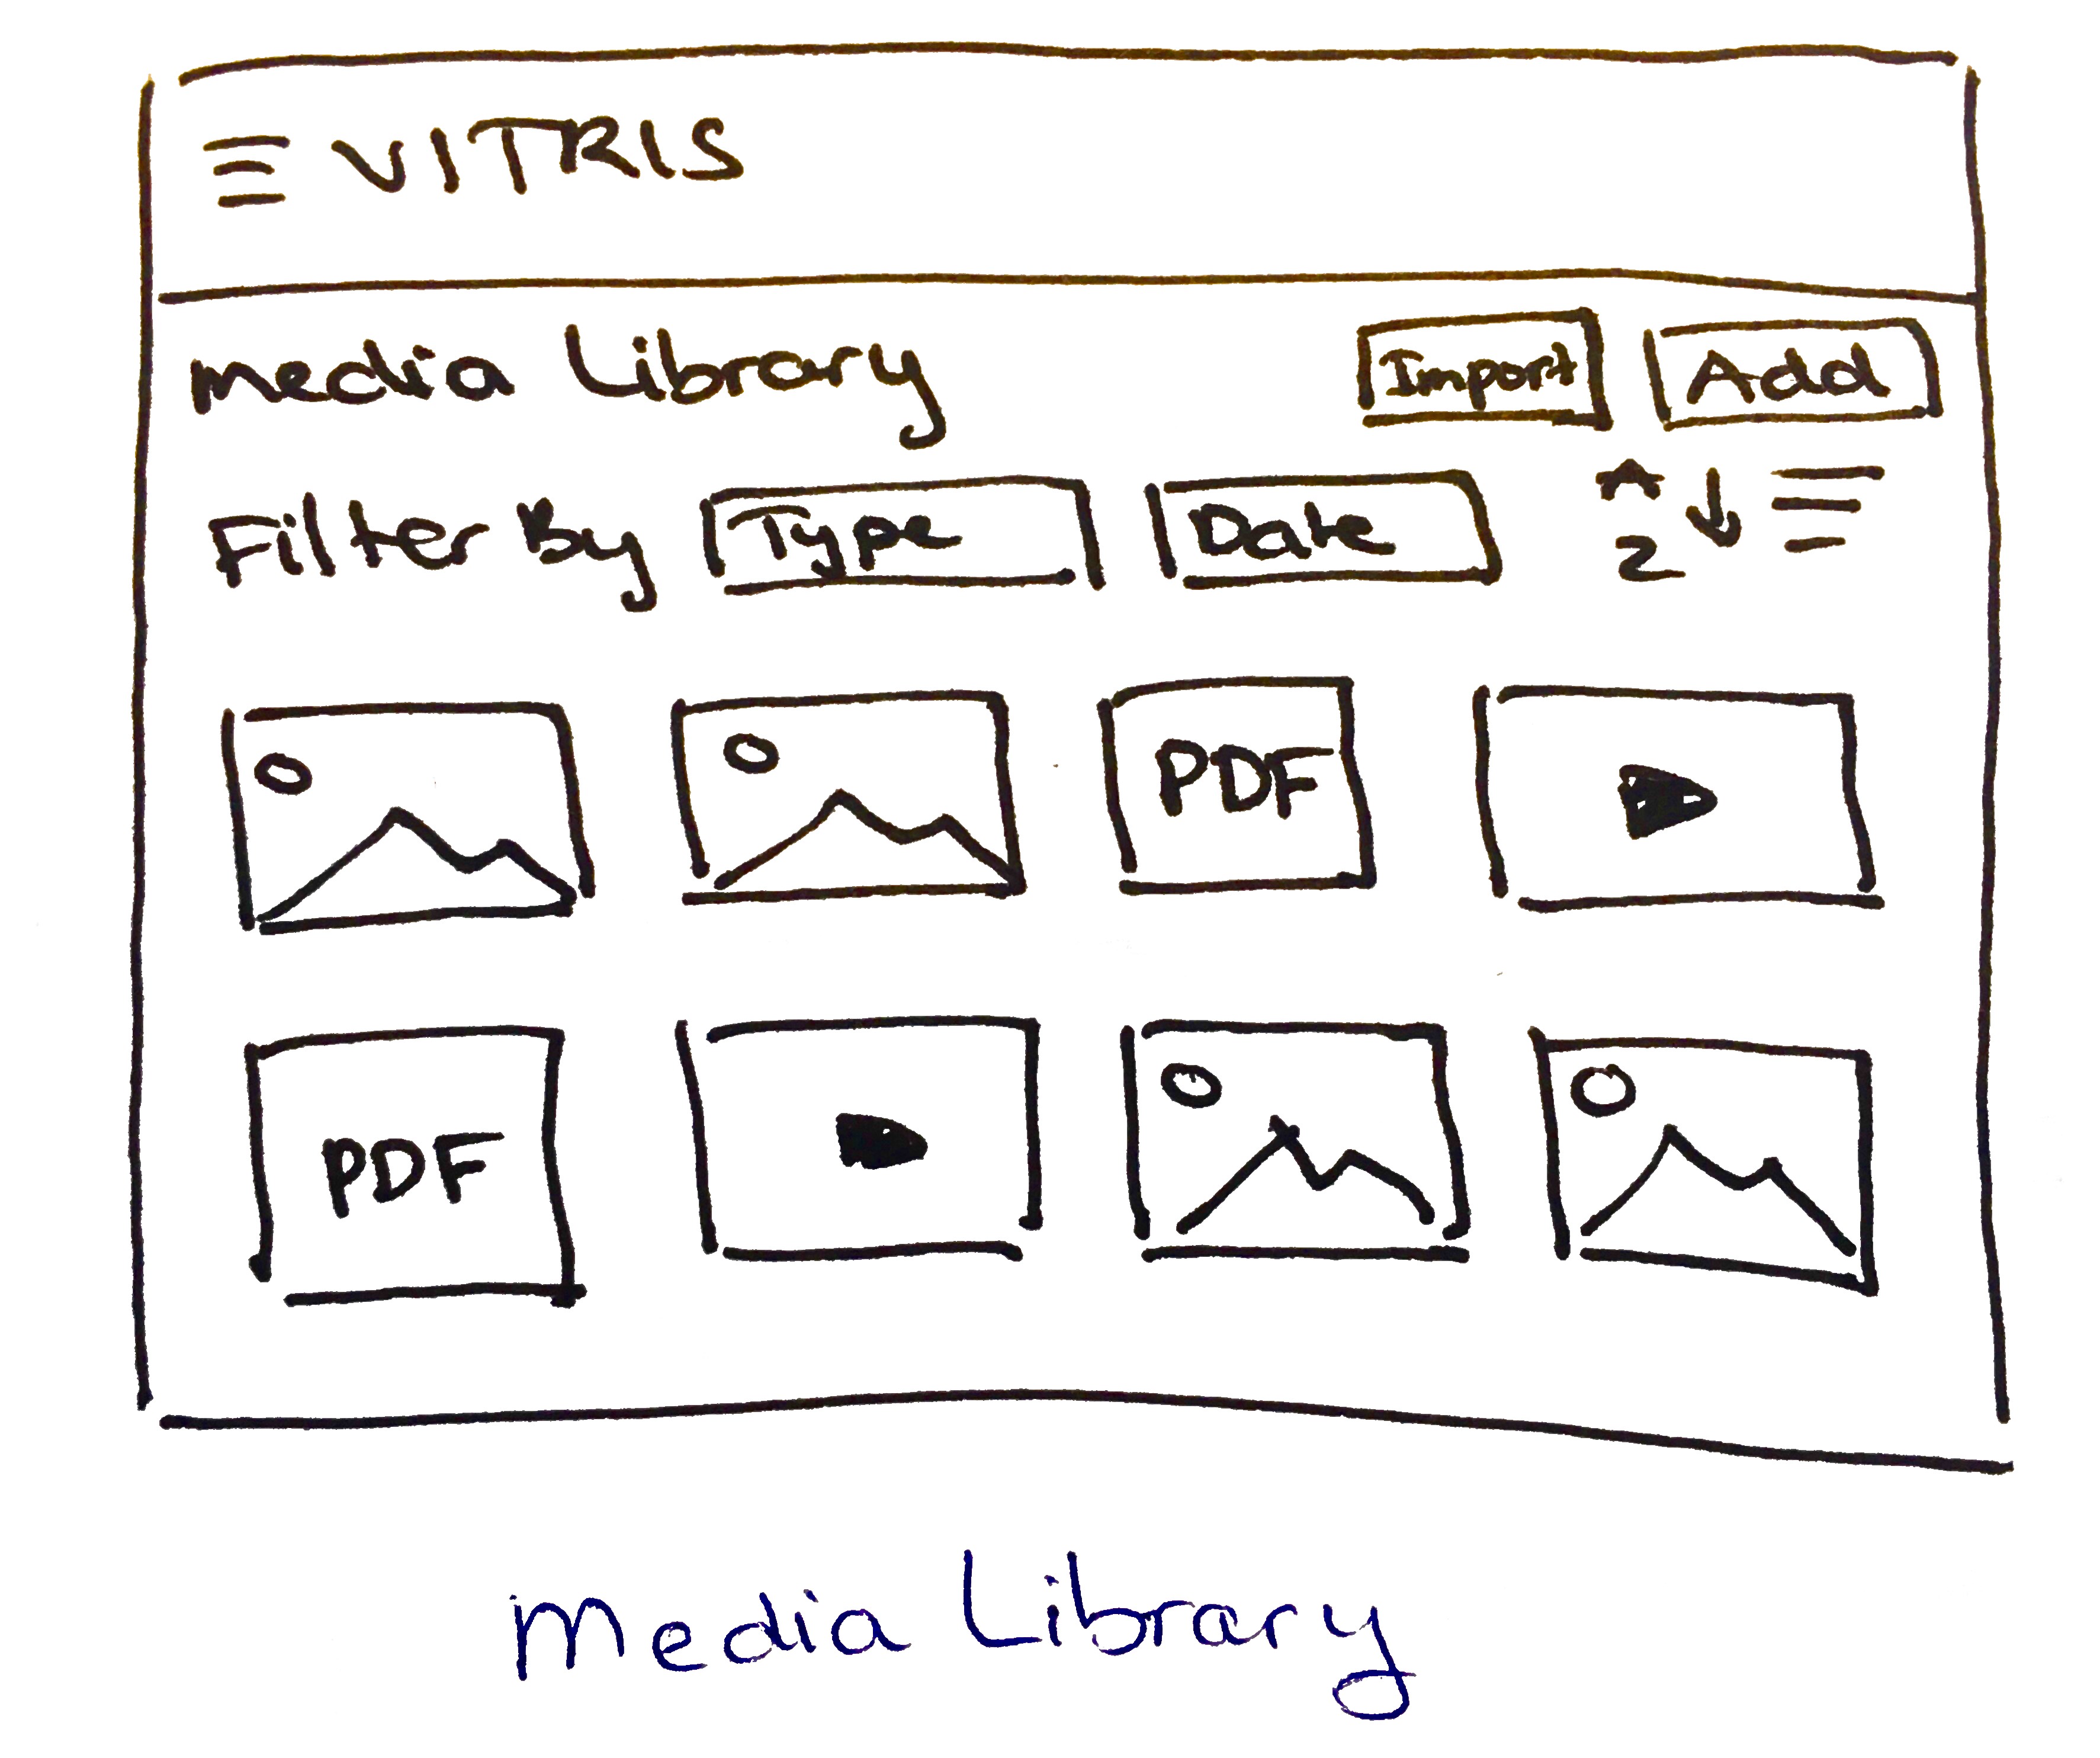 VITRIS
Media Library
Import Add
Filter By Type Date
A
Z
PDF
PDF
Media Library